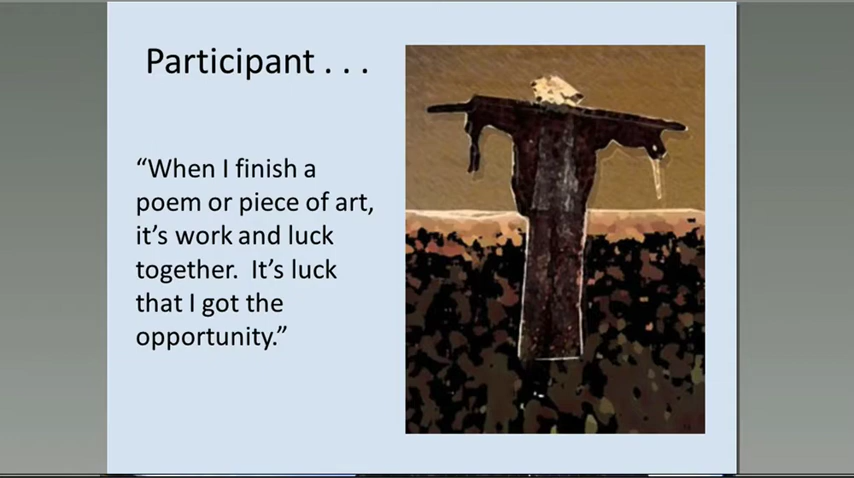 Participant . . .
“When I finish a
poem or piece of art,
it’s work and luck
together.  It’s luck
that I got the
opportunity.”